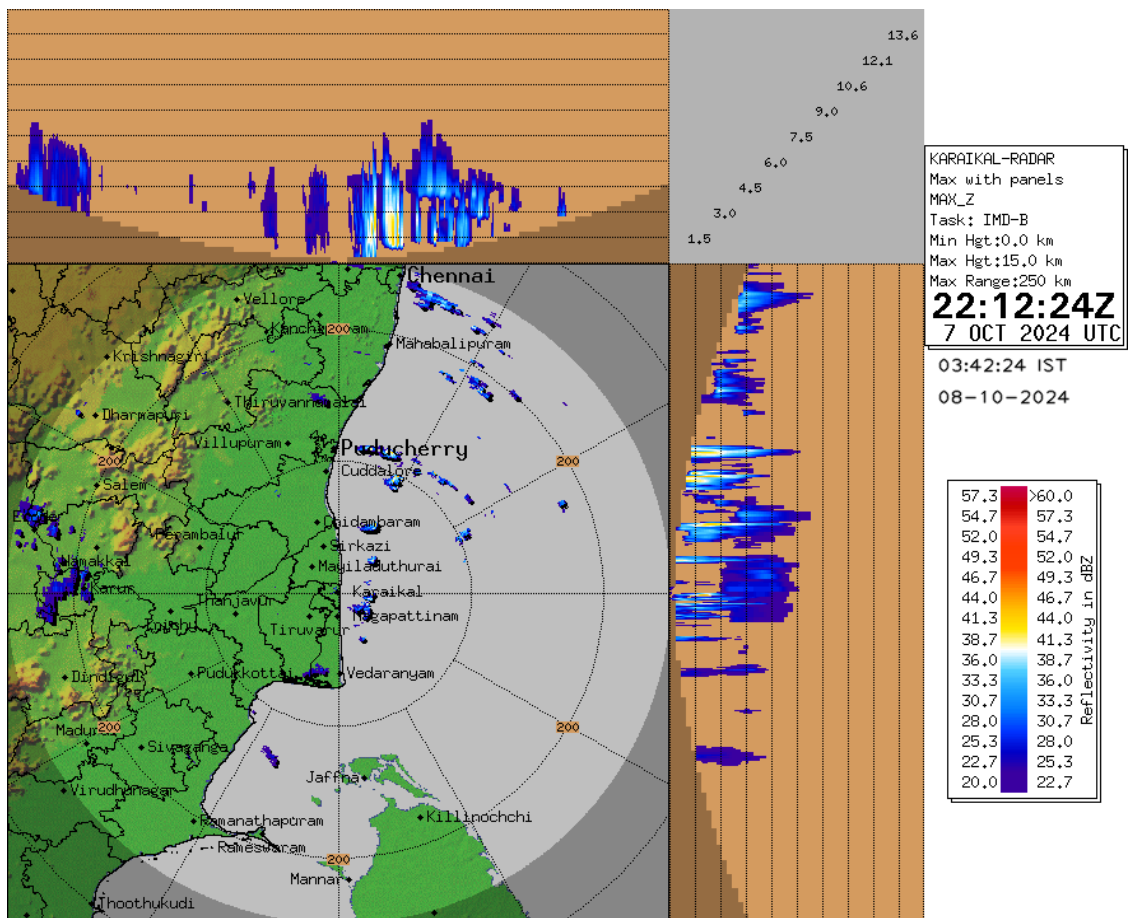 13.6
12.1
10.6
9.0
7.5
6.0
4.5
3.0
1.5
KARAIKAL-RADAR
Max with panels
MAX_Z
Task: IMD-B
Min Hgt:0.0 km
Max Hgt:15.0 km
Max Range:250 km
22:12:24Z
7 OCT 2024 UTC
03:42:24 IST
08-10-2024
Chennai
Vellore
200
Mahabalipuram
Krishnagiri
Thiruvannamalai
Dharmapuri
Villupuram
Puducherry
200
200
Cuddalore
Salem
Chidambaram
Perambalur
Sirkazi
Namakkal
Mayiladuthurai
Karur
Karaikal
Thanjavur
Nagapattinam
Tiruvarur
Dindigul
Pudukkottai
Vedaranyam
200
200
Sivaganga
Jaffna
Virudhunagar
Ramanathapuram
Killinochchi
Rameswaram
200
Mannar
Thoothukudi
57.3 >60.0
54.7 57.3
52.0 54.7
49.3 52.0
46.7 49.3
44.0 46.7
41.3 44.0
38.7 41.3
36.0 38.7
33.3 36.0
30.7 33.3
28.0 30.7
25.3 28.0
22.7 25.3
20.0 22.7
Reflectivity in dBZ